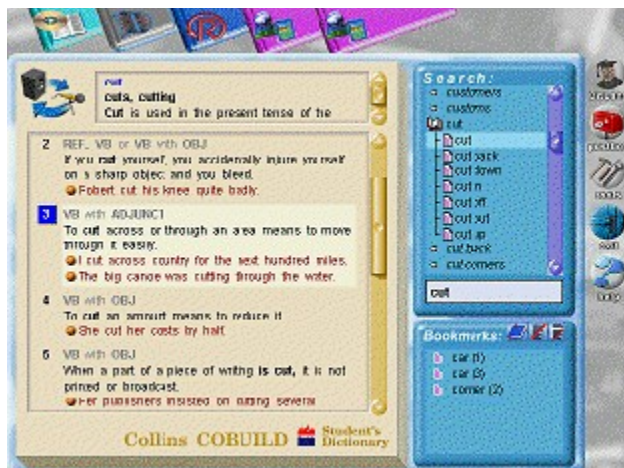 cut
cuts, cutting
Cut is used in the present tense of the
2 REFL VB or VB with OBJ
If you cut yourself, you accidentally injure yourself
on a sharp object and you bleed.
Robert cut his knee quite badly.
3 VB with ADJUNCT
To cut across or through an area means to move
through it easily.
I cut across country for the next hundred miles.
The big canoe was cutting through the water.
4 VB with OBJ
To cut an amount means to reduce it
She cut her costs by half.
5 VB with OBJ
When a part of a piece of writing is cut, it is not
printed or broadcast.
Her publishers insisted on cutting several
Collins COBUILD Student's
Dictionary
Search:
customers
customs
cut
cut
cut back
cut down
cut in
cut off
cut out
cut up
cut back
cut corners
cut
Bookmarks:
car (1)
car (3)
corner (2)
tools
exit
help